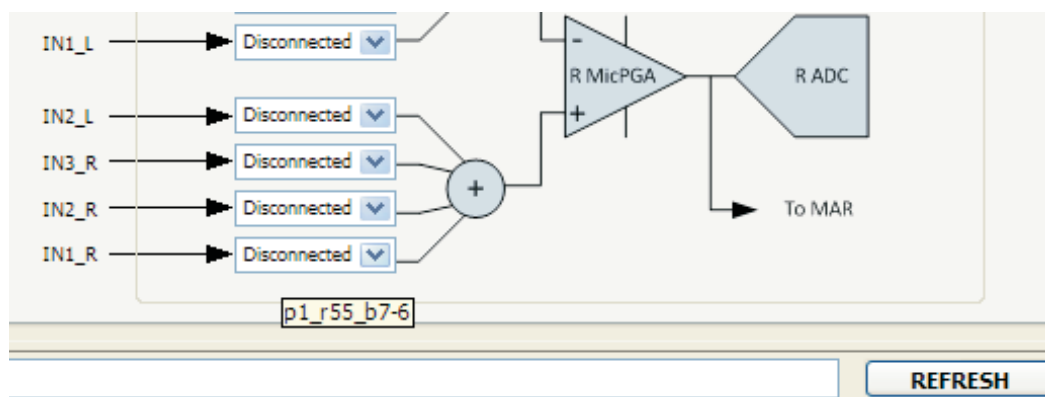 IN1_L Disconnected
-
R MicPGA R ADC
IN2_L Disconnected
+
IN3_R Disconnected
+
IN2_R Disconnected To MAR
IN1_R Disconnected
p1_r55_b7-6
REFRESH